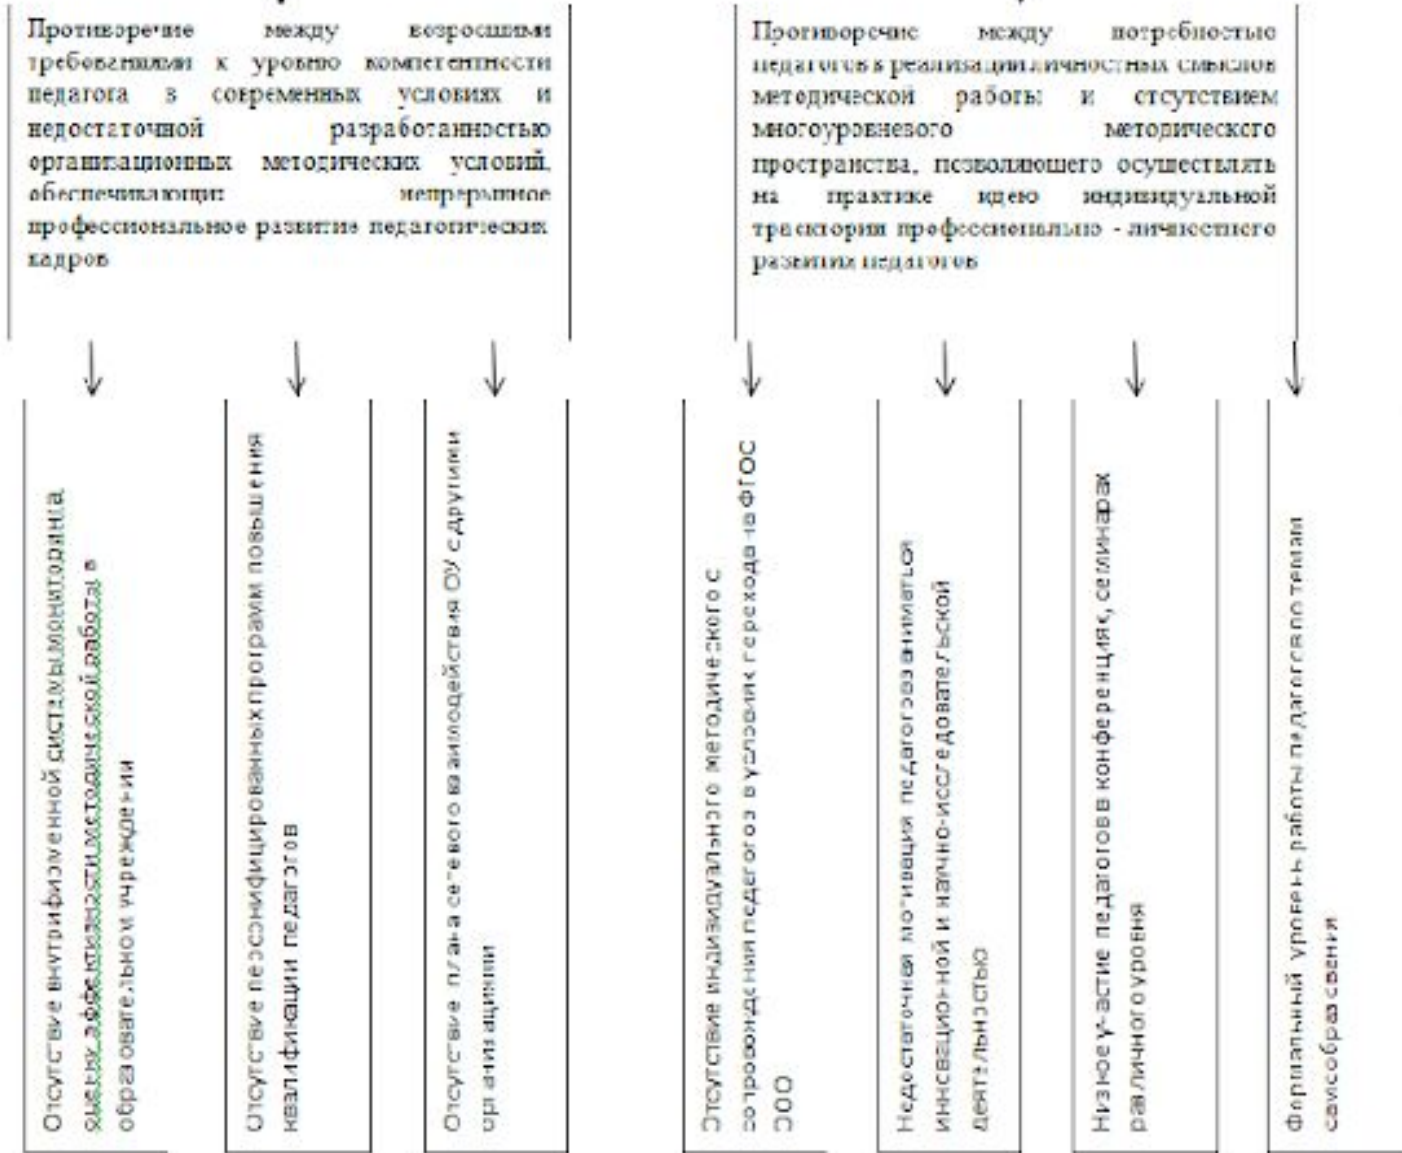 Противоречие между возросшими
требованиями к уровню компетентности
педагога в современных условиях и
недостаточной разработанностью
организационных методических условий,
обеспечивающих непрерывное
профессиональное развитие педагогических
кадров
Противоречие между потребностью
педагогов в реализации личностных смыслов
методической работы и отсутствием
многоуровневого методического
пространства, позволяющего осуществлять
на практике идею индивидуальной
траектории профессионально - личностного
развития педагогов
Отсутствие внутрифирменной системы мониторинга
оценки эффективности методической работы в
образовательном учреждении
Отсутствие персонифицированных программ повышения
квалификации педагогов
Отсутствие плана сетевого взаимодействия ОУ с другими
организациями
Отсутствие индивидуального методического с
сопровождения педагогов в условиях перехода на ФГОС
ООО
Недостаточная мотивация педагогов заниматься
инновационной и научно-исследовательской
деятельностью
Низкое участие педагогов в конференциях, семинарах
различного уровня
Формальный уровень работы педагогов по темам
самообразования